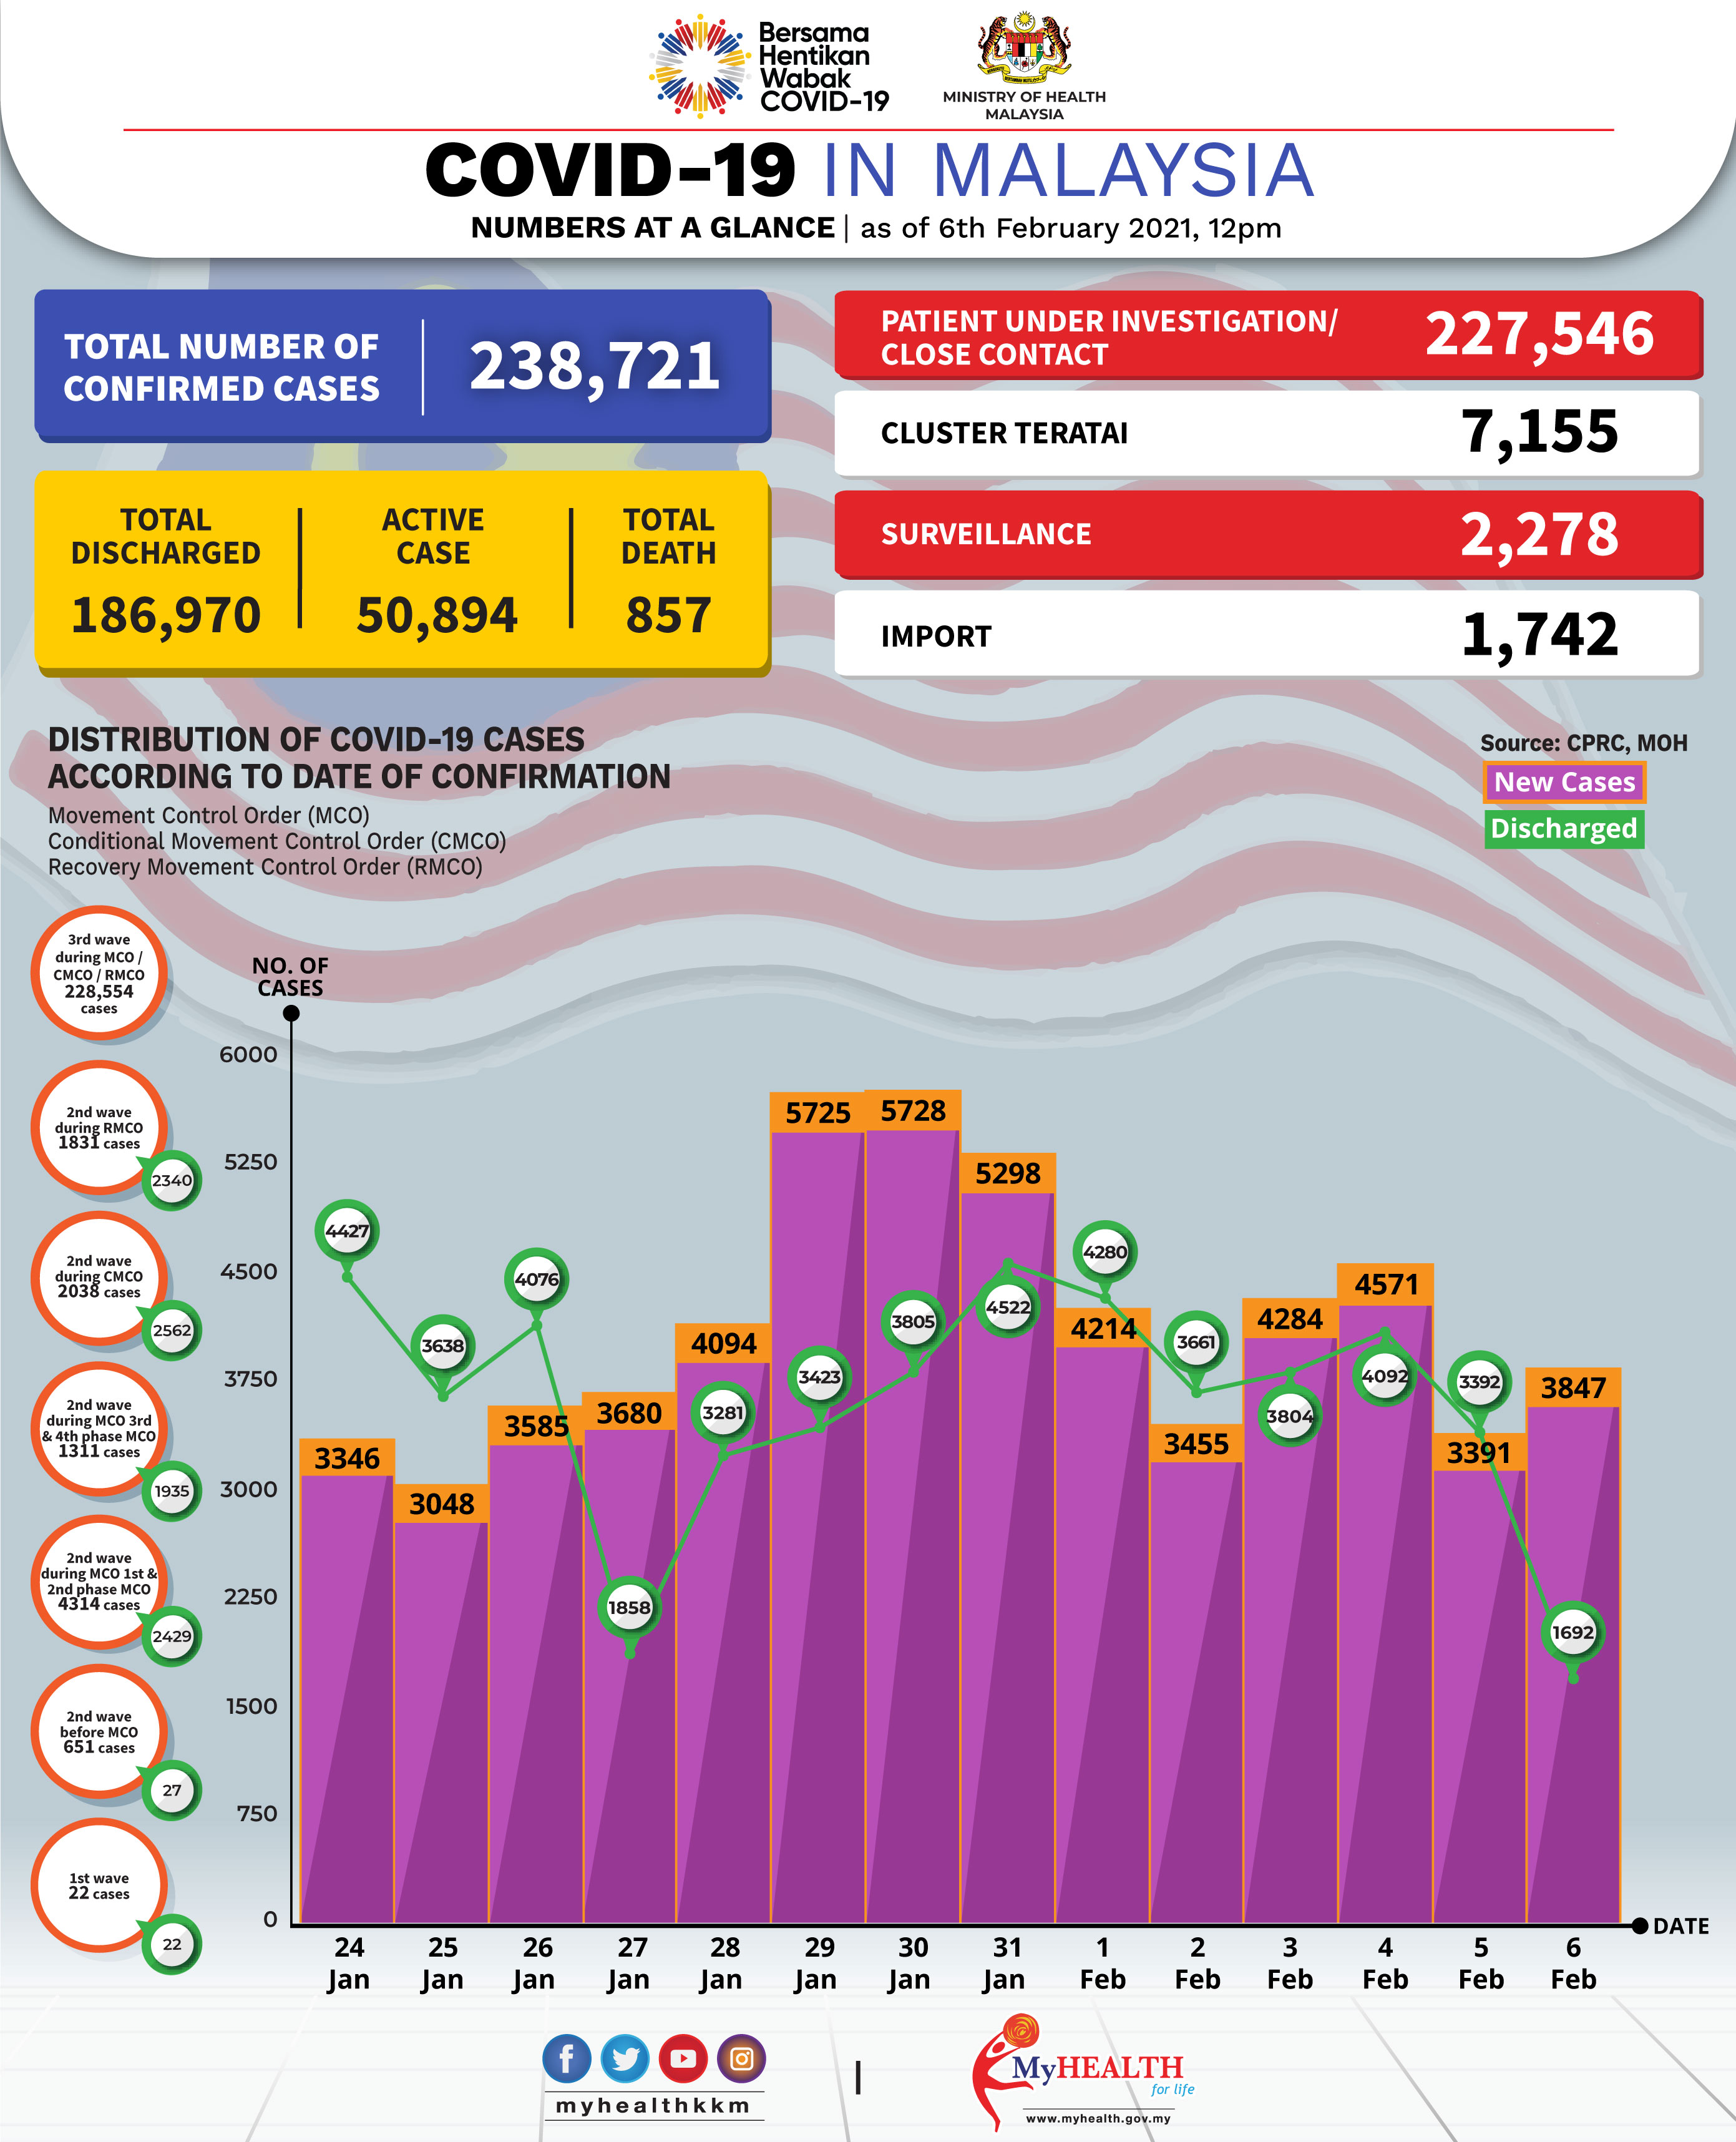 Bersama
Hentikan
Wabak
COVID-19
MINISTRY OF HEALTH
MALAYSIA
COVID-19 IN MALAYSIA
NUMBERS AT A GLANCE | as of 6th February 2021, 12pm
TOTAL NUMBER OF
CONFIRMED CASES
238,721
TOTAL
DISCHARGED
186,970
ACTIVE
CASE
50,894
TOTAL
DEATH
857
PATIENT UNDER INVESTIGATION/
CLOSE CONTACT
227,546
CLUSTER TERATAI
7,155
SURVEILLANCE
2,278
IMPORT
1,742
DISTRIBUTION OF COVID-19 CASES
ACCORDING TO DATE OF CONFIRMATION
Movement Control Order (MCO)
Conditional Movement Control Order (CMCO)
Recovery Movement Control Order (RMCO)
Source: CPRC, MOH
New Cases
Discharged
3rd wave
during MCO /
CMCO / RMCO
228,554
cases
2nd wave
during RMCO
1831 cases
2340
2nd wave
during CMCO
2038 cases
2562
2nd wave
during MCO 3rd
& 4th phase MCO
1311 cases
1935
2nd wave
during MCO 1st &
2nd phase MCO
4314 cases
2429
2nd wave
before MCO
651 cases
27
1st wave
22 cases
22
NO. OF
CASES
6000
5250
4500
3750
3000
2250
1500
750
0
3346
3048
3585
3680
4094
5725
5728
5298
4214
3455
4284
4571
3391
3847
4427
3638
4076
1858
3281
3423
3805
4522
4280
3661
3804
4092
3392
1692
24 Jan
25 Jan
26 Jan
27 Jan
28 Jan
29 Jan
30 Jan
31 Jan
1 Feb
2 Feb
3 Feb
4 Feb
5 Feb
6 Feb
DATE
myhealthkkm
MyHEALTH
for life
www.myhealth.gov.my